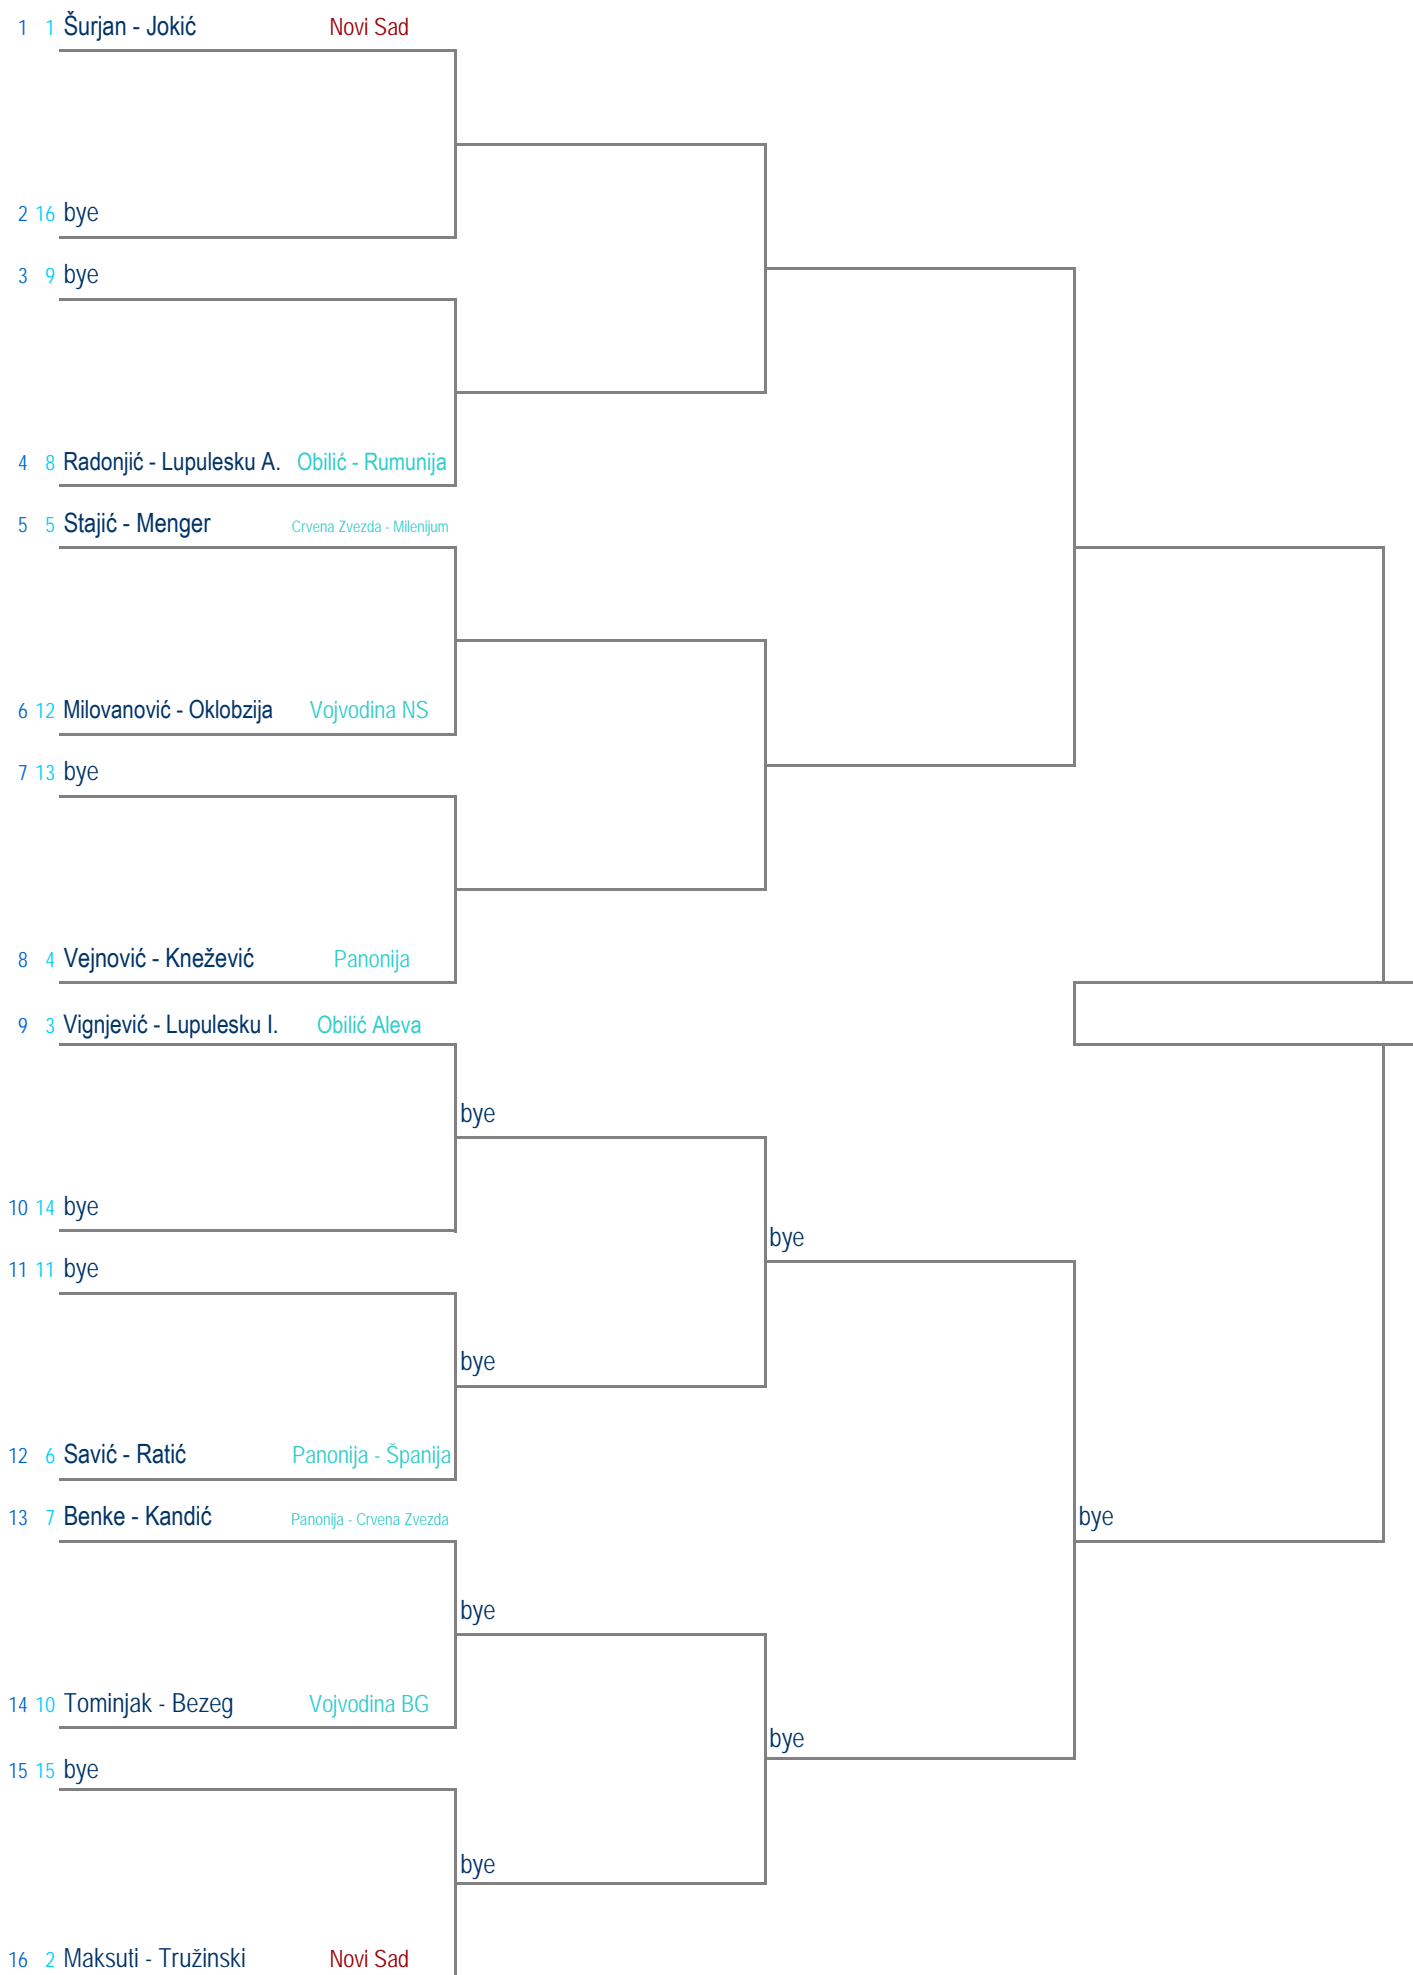 1 1 Šurjan - Jokić Novi Sad
2 16 bye
3 9 bye
4 8 Radonjić - Lupulesku A. Obilić - Rumunija
5 5 Stajić - Menger Crvena Zvezda - Milenijum
6 12 Milovanović - Oklobzija Vojvodina NS
7 13 bye
8 4 Vejnović - Knežević Panonija
9 3 Vignjević - Lupulesku I. Obilić Aleva
bye
10 14 bye
bye
11 11 bye
bye
12 6 Savić - Ratić Panonija - Španija
13 7 Benke - Kandić Panonija - Crvena Zvezda
bye
bye
14 10 Tominjak - Bezeg Vojvodina BG
bye
15 15 bye
bye
16 2 Maksuti - Tružinski Novi Sad